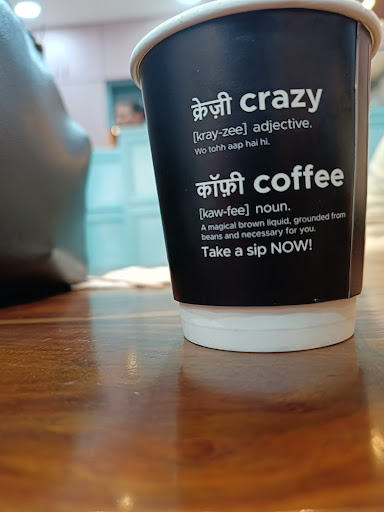 क्रेज़ी crazy
[kray-zee] adjective.
Wo tohh aap hai hi.
कॉफ़ी coffee
[kaw-fee] noun.
A magical brown liquid, grounded from
beans and necessary for you.
Take a sip NOW!